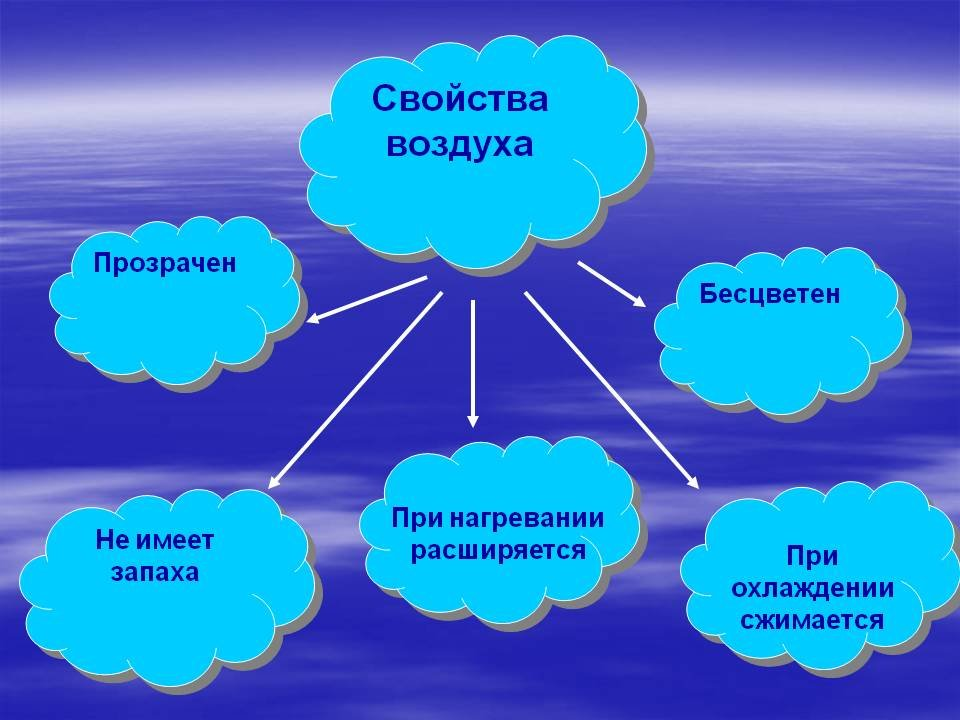 Свойства
воздуха
Прозрачен
Бесцветен
Не имеет
запаха
При нагревании
расширяется
При
охлаждении
сжимается